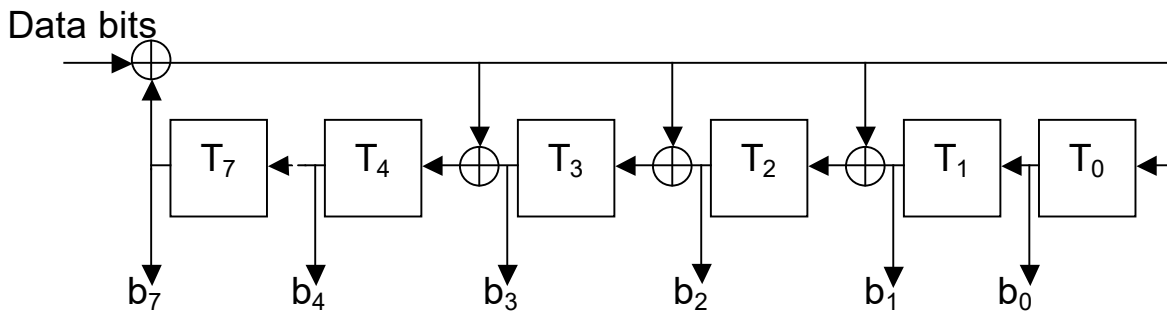 Data bits
T₇ T₄ T₃ T₂ T₁ T₀
b₇ b₄ b₃ b₂ b₁ b₀